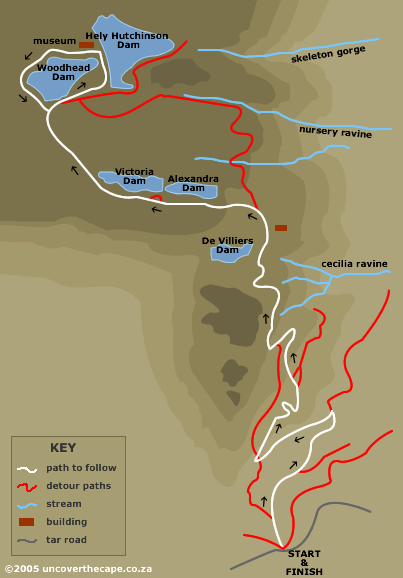 museum
Hely Hutchinson
Dam
Woodhead
Dam
skeleton gorge
nursery ravine
Victoria
Dam
Alexandra
Dam
De Villiers
Dam
cecilia ravine
KEY
path to follow
detour paths
stream
building
tar road
START
&
FINISH
©2005 uncoverthecape.co.za